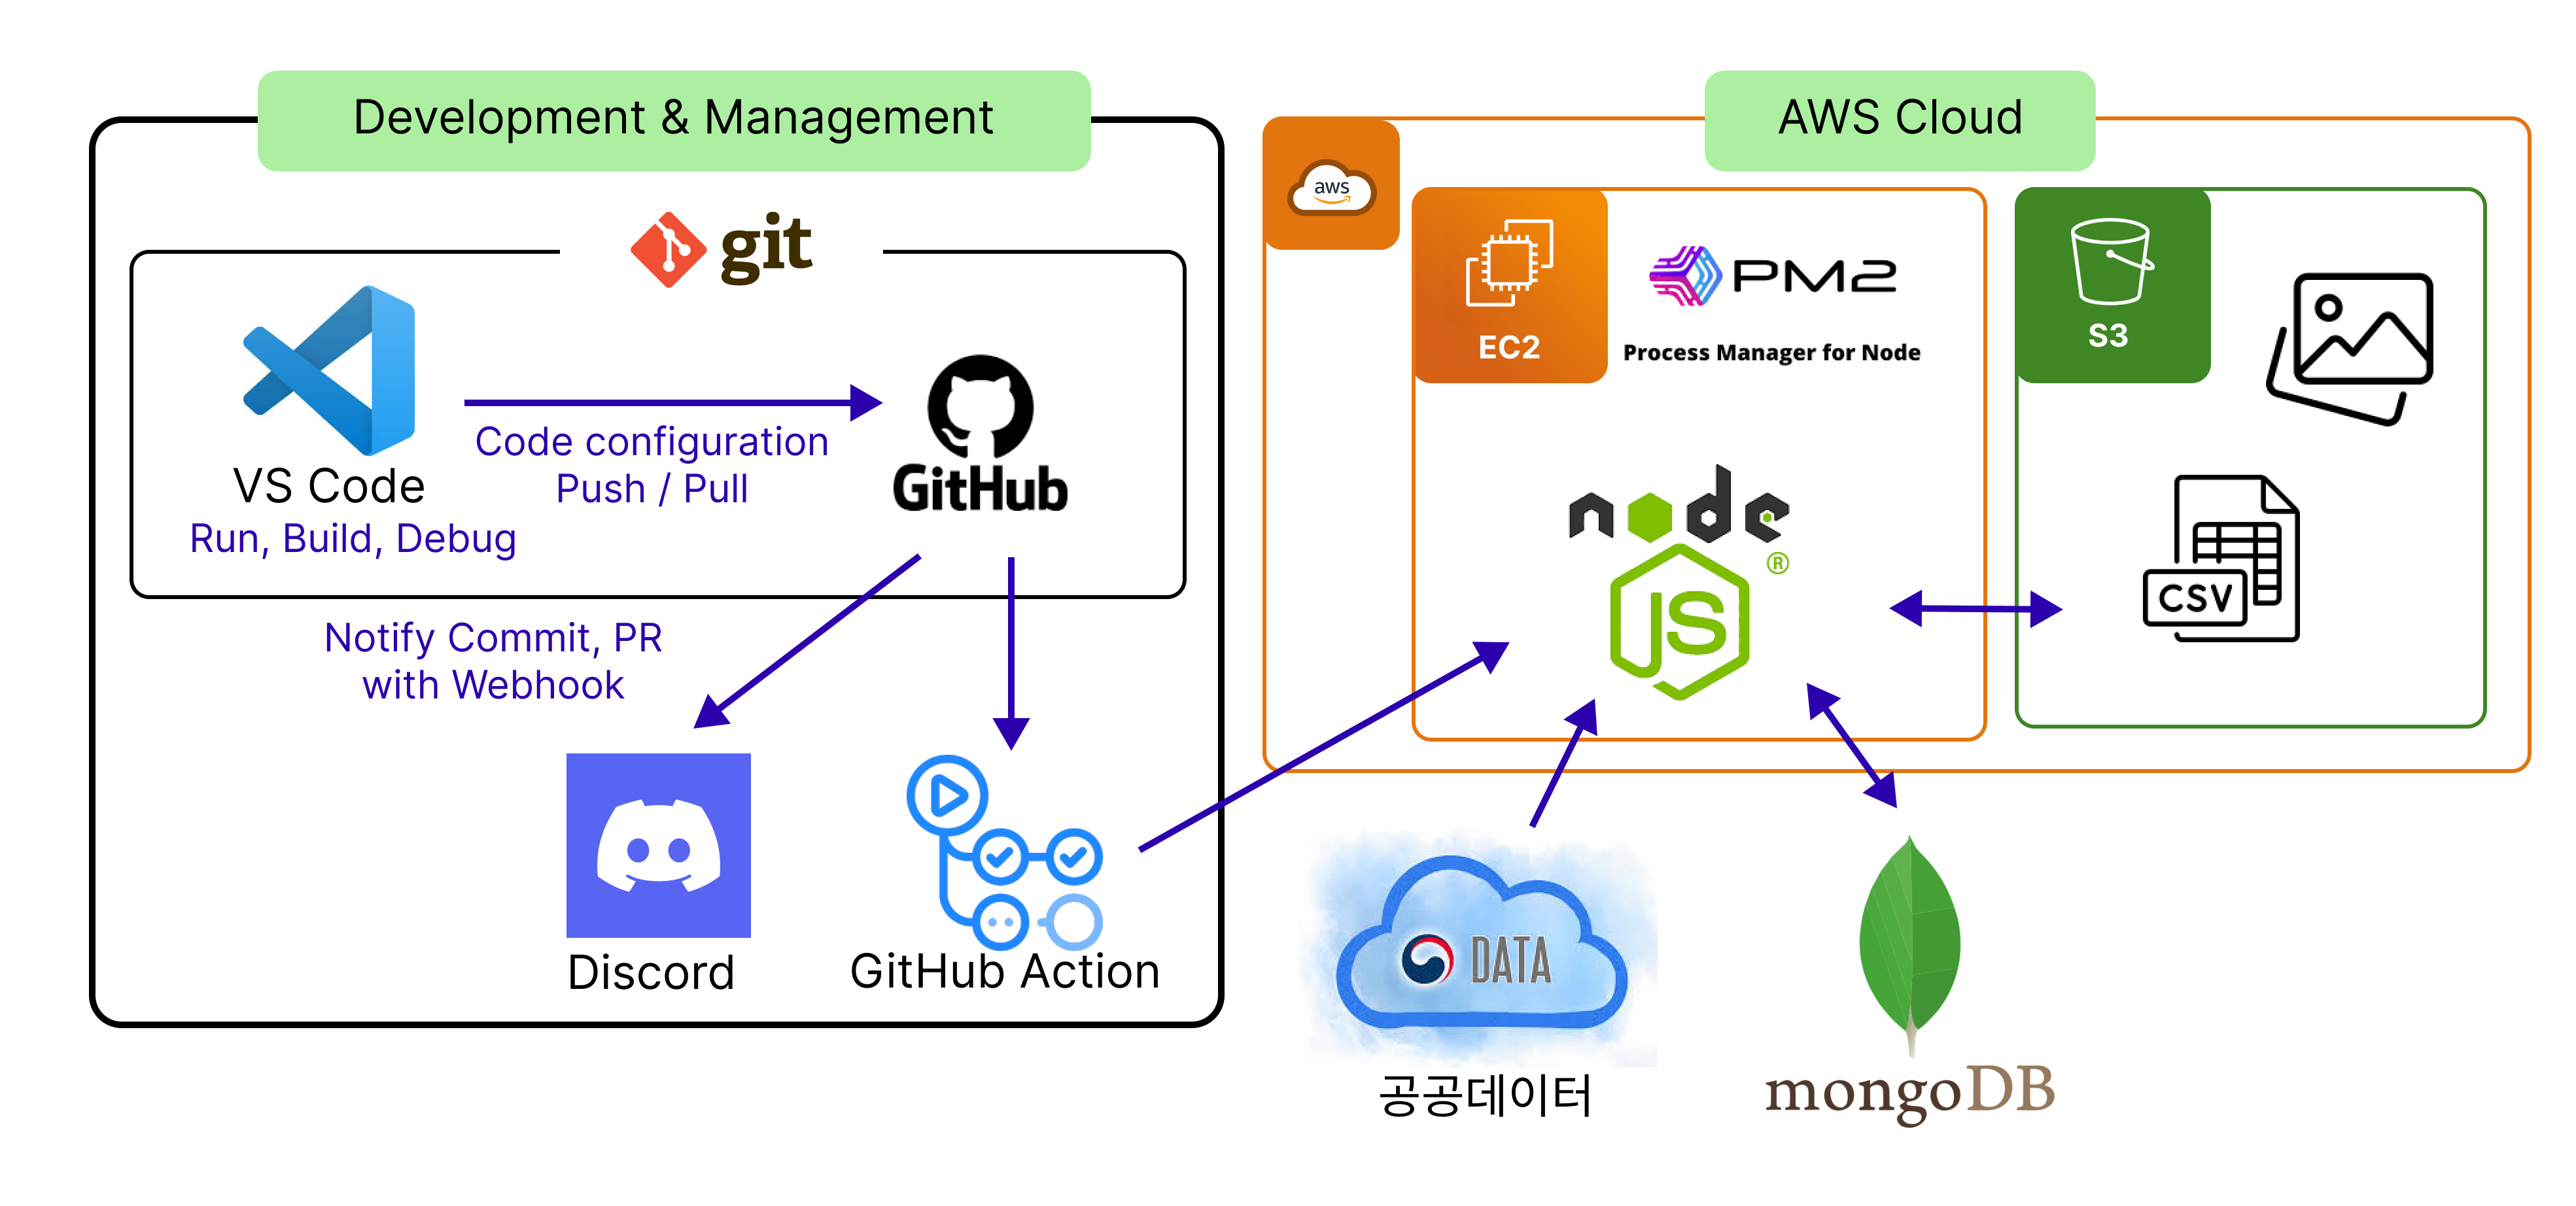 Development & Management
git
VS Code
Run, Build, Debug
Code configuration
Push / Pull
GitHub
Notify Commit, PR
with Webhook
Discord
GitHub Action
AWS Cloud
aws
EC2
PM2
Process Manager for Node
node
®
JS
S3
CSV
DATA
공공데이터
mongoDB